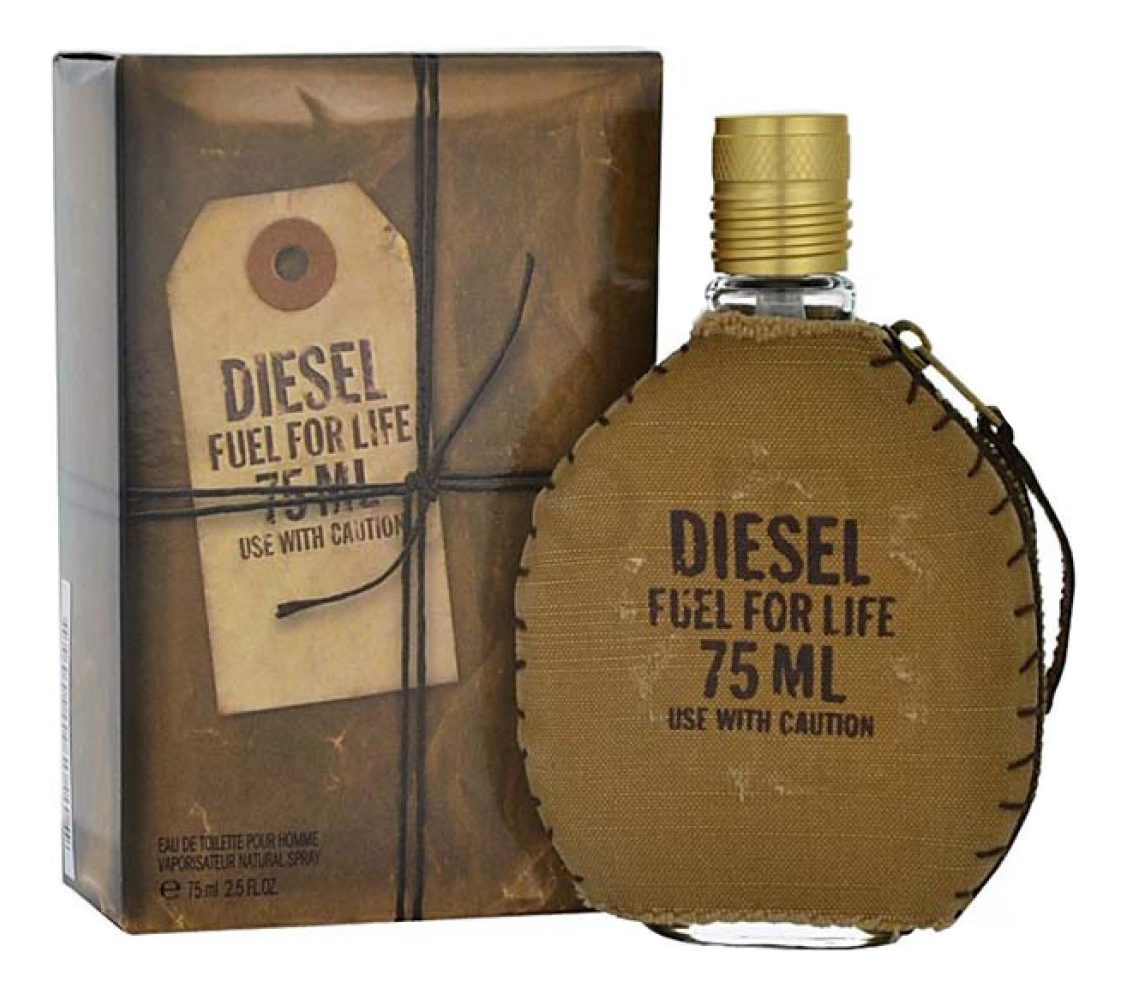 DIESEL
FUEL FOR LIFE
75 ML
USE WITH CAUTION
EAU DE TOILETTE POUR HOMME
VAPORISATEUR NATURAL SPRAY
e 75 ml 2.5 FL.OZ.
DIESEL
FUEL FOR LIFE
75 ML
USE WITH CAUTION